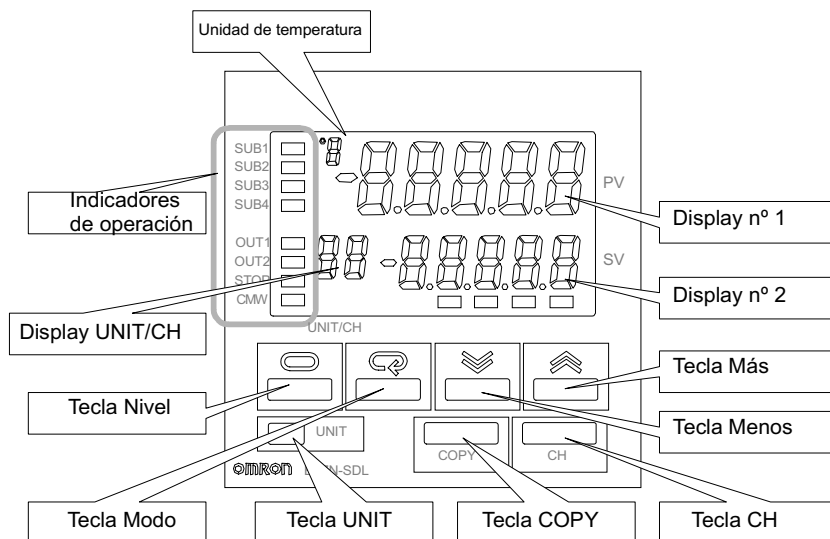 Unidad de temperatura
SUB1
SUB2
SUB3
SUB4
PV
Indicadores
de operación
Display nº 1
OUT1
OUT2
STOP
CMW
SV
Display nº 2
Display UNIT/CH
UNIT/CH
Tecla Más
Tecla Nivel
Tecla Menos
UNIT
COPY
CH
OMRON
-SDL
Tecla Modo
Tecla UNIT
Tecla COPY
Tecla CH